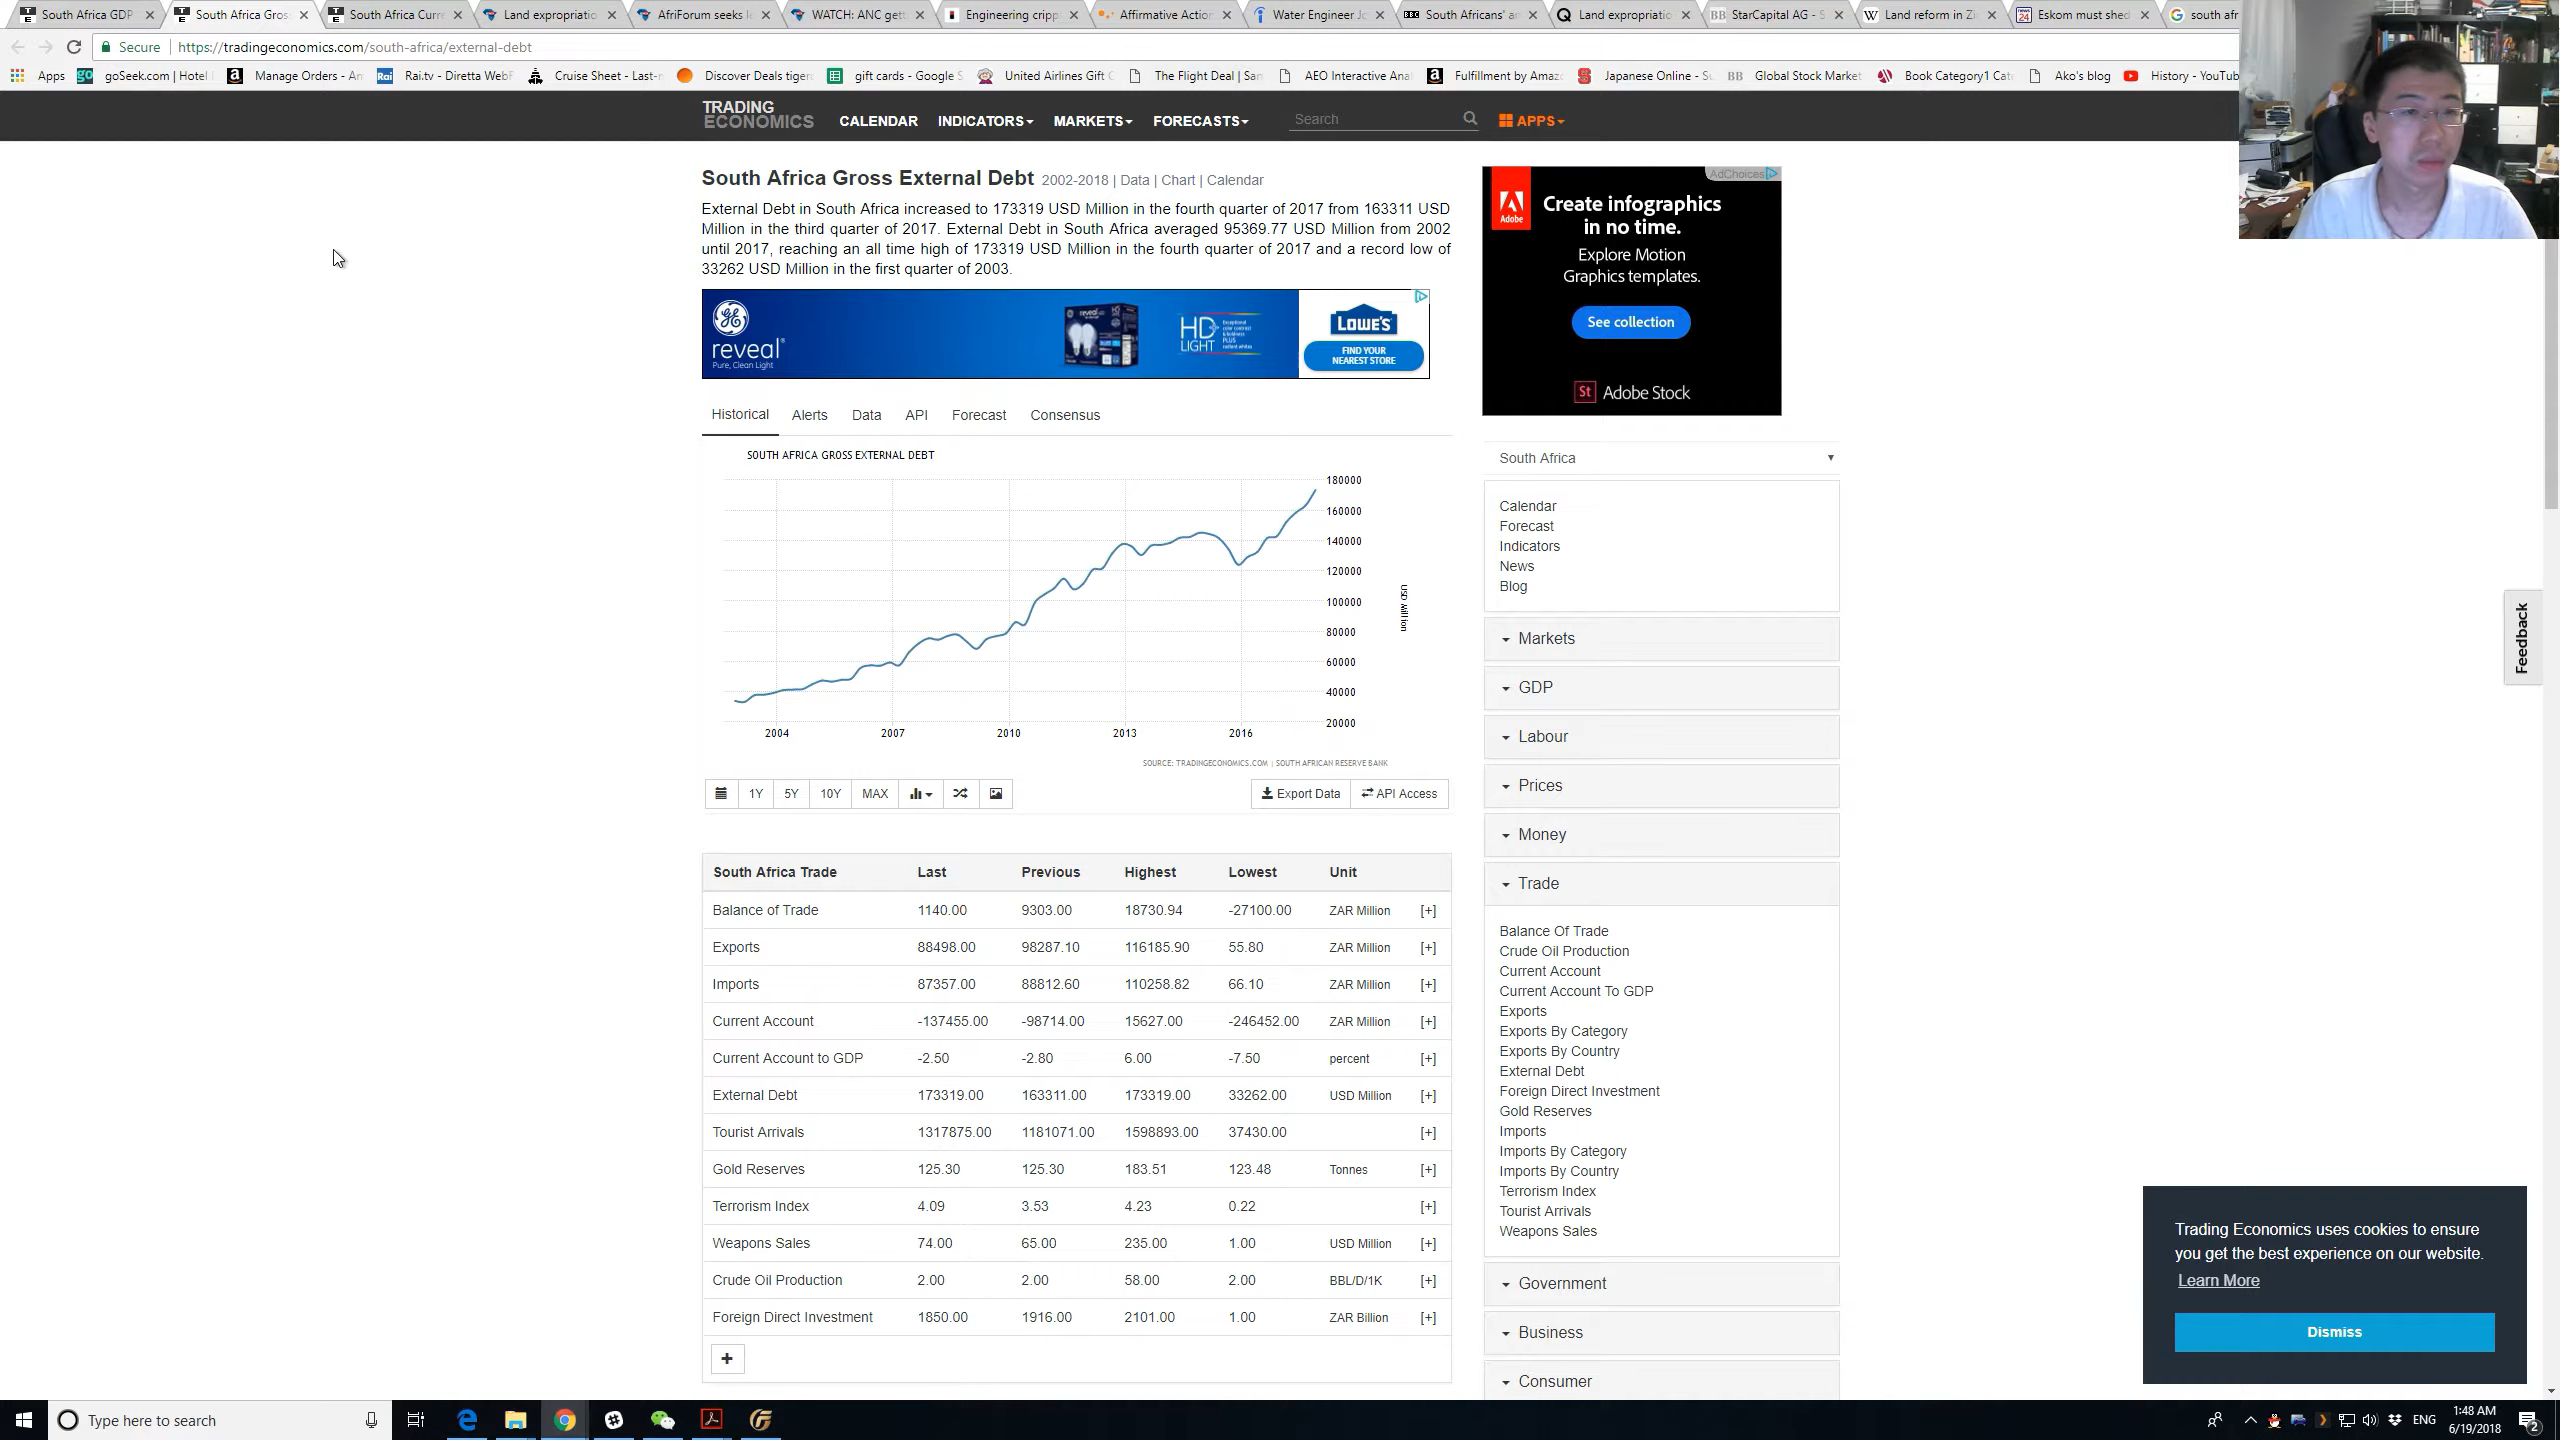 South Africa GDP
South Africa Gros
South Africa Curr
Land expropriatio
AfriForum seeks l
WATCH: ANC gett
Engineering cripp
Affirmative Action
Water Engineer Jo
South Africans' a
Land expropriatio
StarCapital AG - S
Land reform in Zi
Eskom must shed
south afr
Secure
https://tradingeconomics.com/south-africa/external-debt
Apps
goSeek.com | Hotel
Manage Orders - Am
Rai.tv - Diretta WebR
Cruise Sheet - Last-m
Discover Deals tiger
gift cards - Google S
United Airlines Gift C
The Flight Deal | San
AEO Interactive Anal
Fulfillment by Amazo
Japanese Online - Su
BB Global Stock Market
Book Category1 Cate
Ako's blog
History - YouTub
TRADING
ECONOMICS
CALENDAR
INDICATORS
MARKETS
FORECASTS
Search
APPS
South Africa Gross External Debt 2002-2018 | Data | Chart | Calendar
External Debt in South Africa increased to 173319 USD Million in the fourth quarter of 2017 from 163311 USD
Million in the third quarter of 2017. External Debt in South Africa averaged 95369.77 USD Million from 2002
until 2017, reaching an all time high of 173319 USD Million in the fourth quarter of 2017 and a record low of
33262 USD Million in the first quarter of 2003.
AdChoices
Adobe
Create infographics
in no time.
Explore Motion
Graphics templates.
See collection
St Adobe Stock
reveal
Pure, Clean Light
HD
LIGHT
LOWE'S
FIND YOUR
NEAREST STORE
Historical Alerts Data API Forecast Consensus
SOUTH AFRICA GROSS EXTERNAL DEBT
180000
160000
140000
120000
100000
80000
60000
40000
20000
USD Million
2004 2007 2010 2013 2016
SOURCE: TRADINGECONOMICS.COM | SOUTH AFRICAN RESERVE BANK
1Y 5Y 10Y MAX
Export Data
API Access
South Africa Trade Last Previous Highest Lowest Unit
Balance of Trade 1140.00 9303.00 18730.94 -27100.00 ZAR Million [+]
Exports 88498.00 98287.10 116185.90 55.80 ZAR Million [+]
Imports 87357.00 88812.60 110258.82 66.10 ZAR Million [+]
Current Account -137455.00 -98714.00 15627.00 -246452.00 ZAR Million [+]
Current Account to GDP -2.50 -2.80 6.00 -7.50 percent [+]
External Debt 173319.00 163311.00 173319.00 33262.00 USD Million [+]
Tourist Arrivals 1317875.00 1181071.00 1598893.00 37430.00 [+]
Gold Reserves 125.30 125.30 183.51 123.48 Tonnes [+]
Terrorism Index 4.09 3.53 4.23 0.22 [+]
Weapons Sales 74.00 65.00 235.00 1.00 USD Million [+]
Crude Oil Production 2.00 2.00 58.00 2.00 BBL/D/1K [+]
Foreign Direct Investment 1850.00 1916.00 2101.00 1.00 ZAR Billion [+]
+
South Africa
Calendar
Forecast
Indicators
News
Blog
Markets
GDP
Labour
Prices
Money
Trade
Balance Of Trade
Crude Oil Production
Current Account
Current Account To GDP
Exports
Exports By Category
Exports By Country
External Debt
Foreign Direct Investment
Gold Reserves
Imports
Imports By Category
Imports By Country
Terrorism Index
Tourist Arrivals
Weapons Sales
Government
Business
Consumer
Feedback
Trading Economics uses cookies to ensure
you get the best experience on our website.
Learn More
Dismiss
Type here to search
ENG
1:48 AM
6/19/2018
2